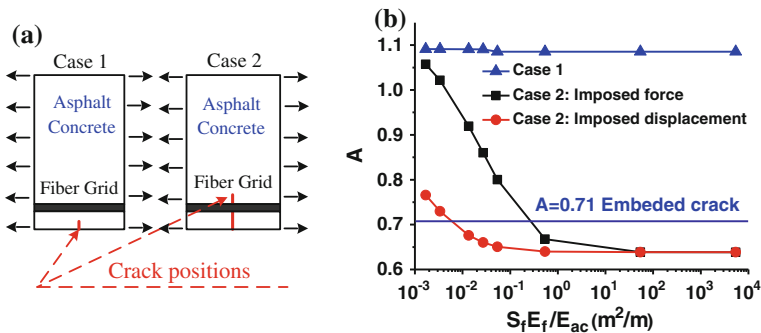 (a)
Case 1
Case 2
Asphalt
Concrete
Asphalt
Concrete
Fiber Grid
Fiber Grid
Crack positions
(b)
1.1
1.0
0.9
0.8
0.7
0.6
A
Case 1
Case 2: Imposed force
Case 2: Imposed displacement
A=0.71 Embeded crack
10⁻³ 10⁻² 10⁻¹ 10⁰ 10¹ 10² 10³ 10⁴
SfEf/Eac (m²/m)